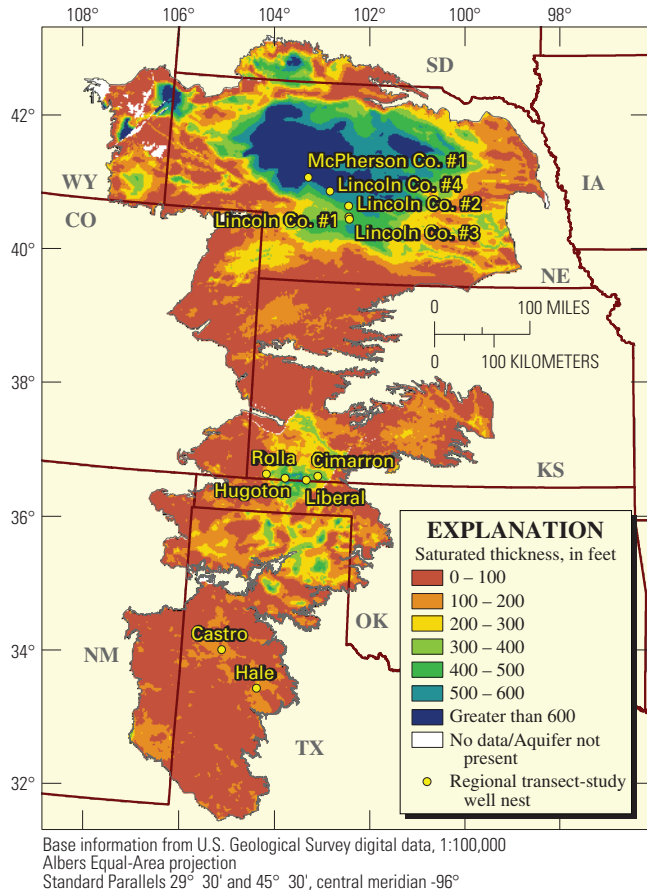 108° 106° 104° 102° 100° 98°
SD
42°
McPherson Co. #1
IA
WY
Lincoln Co. #4
CO
Lincoln Co. #2
Lincoln Co. #1
Lincoln Co. #3
40°
NE
0 100 MILES
0 100 KILOMETERS
38°
Rolla
Cimarron
KS
Hugoton
Liberal
36°
EXPLANATION
Saturated thickness, in feet
0 – 100
100 – 200
200 – 300
300 – 400
400 – 500
500 – 600
Greater than 600
No data/Aquifer not
present
Regional transect-study
well nest
OK
Castro
34°
NM
Hale
TX
32°
Base information from U.S. Geological Survey digital data, 1:100,000
Albers Equal-Area projection
Standard Parallels 29° 30' and 45° 30', central meridian -96°